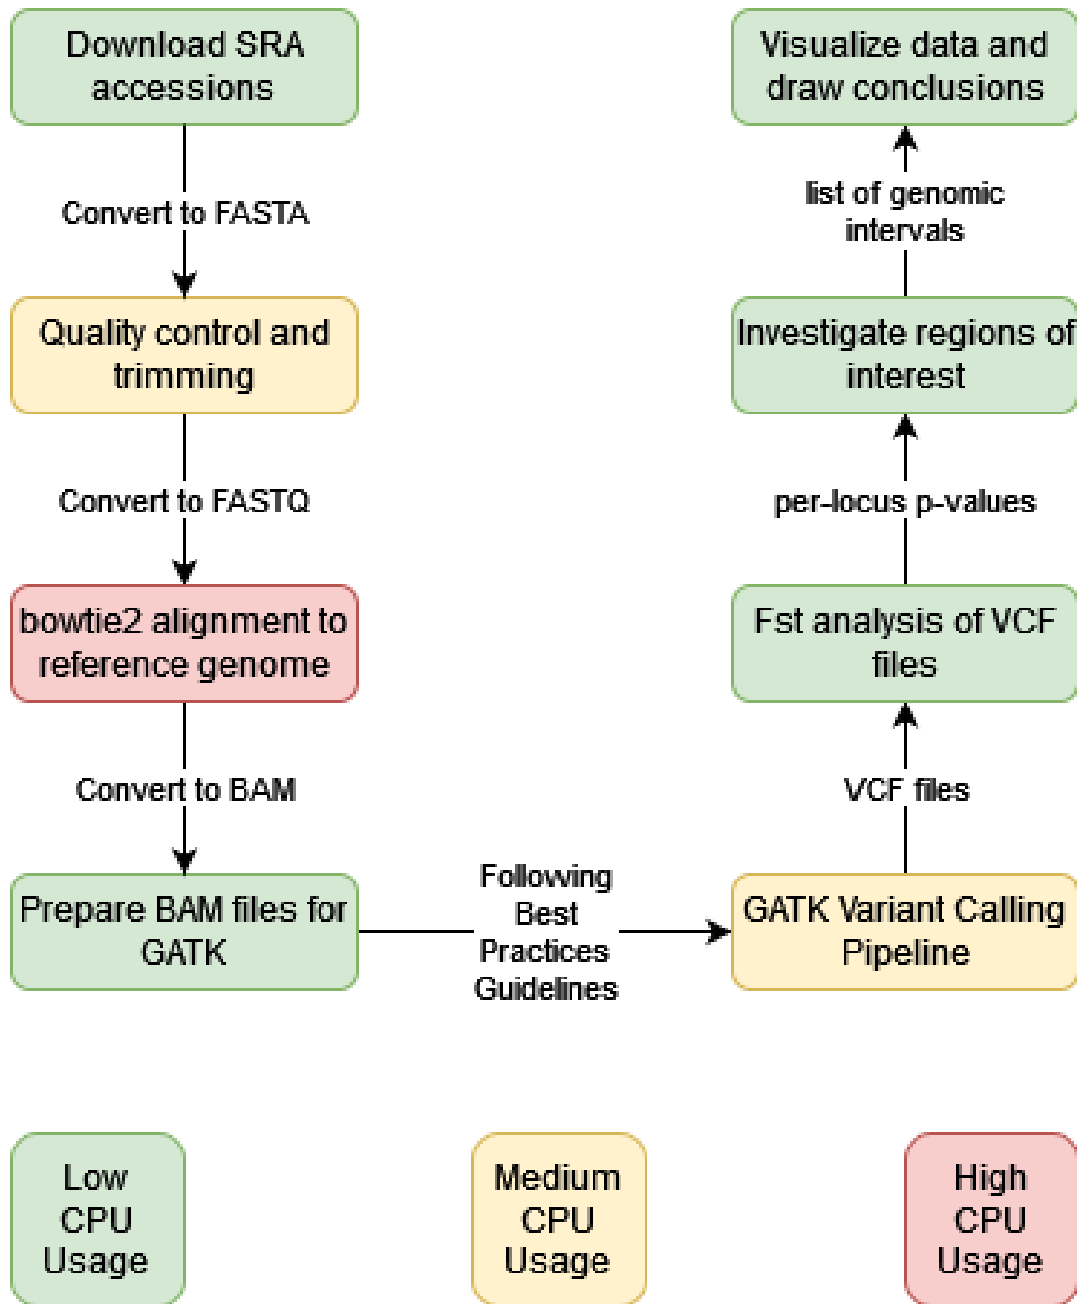 Download SRA
accessions
Convert to FASTA
Quality control and
trimming
Convert to FASTQ
bowtie2 alignment to
reference genome
Convert to BAM
Prepare BAM files for
GATK
Following
Best
Practices
Guidelines
GATK Variant Calling
Pipeline
VCF files
Fst analysis of VCF
files
per-locus p-values
Investigate regions of
interest
list of genomic
intervals
Visualize data and
draw conclusions
Low
CPU
Usage
Medium
CPU
Usage
High
CPU
Usage